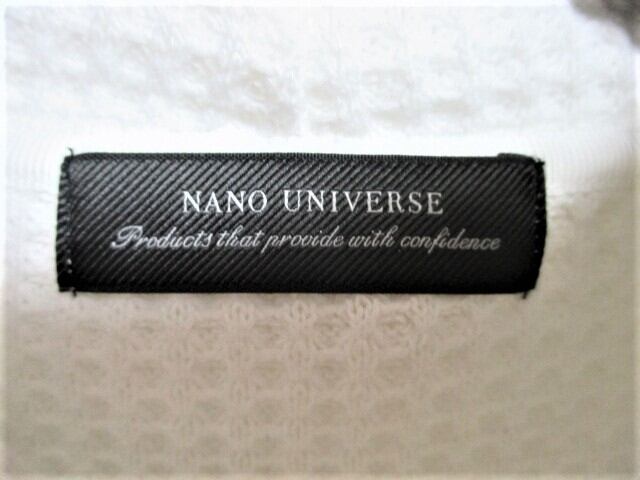 NANO UNIVERSE
Products that provide with confidence